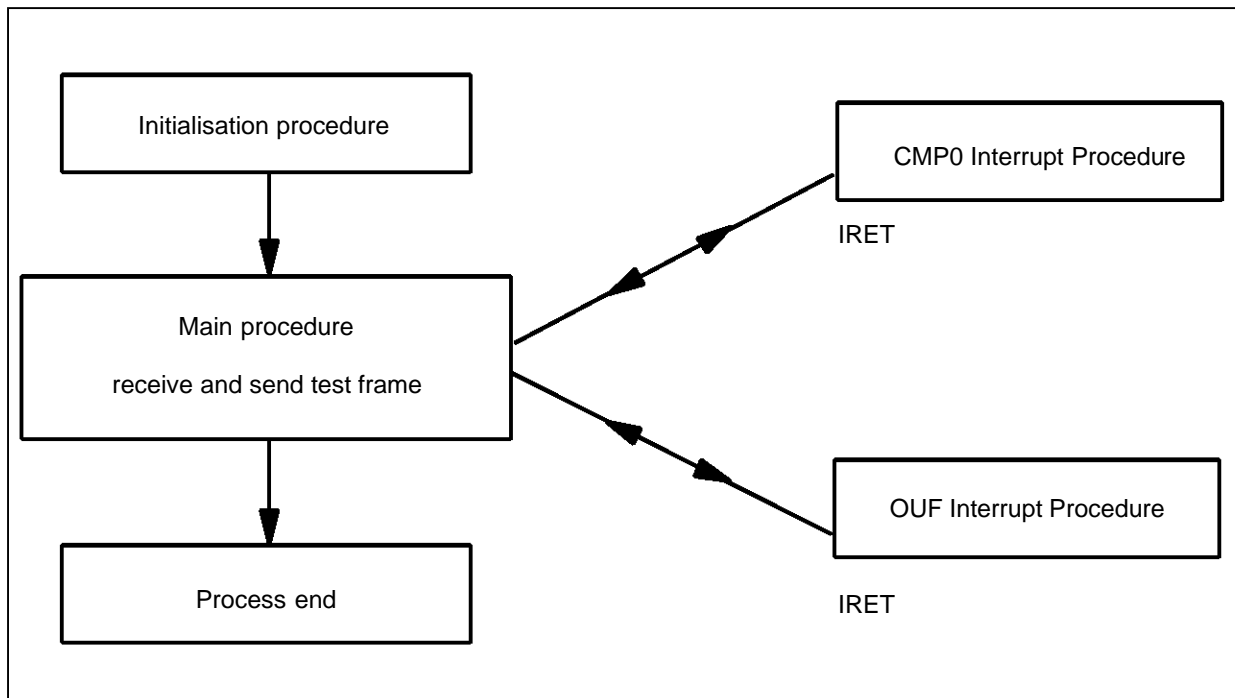 Initialisation procedure
CMP0 Interrupt Procedure
IRET
Main procedure
receive and send test frame
OUF Interrupt Procedure
Process end
IRET